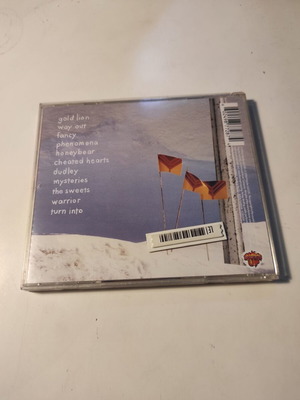 gold lion
way out
fancy
phenomena
honeybear
cheated hearts
dudley
mysteries
the sweets
warrior
turn into